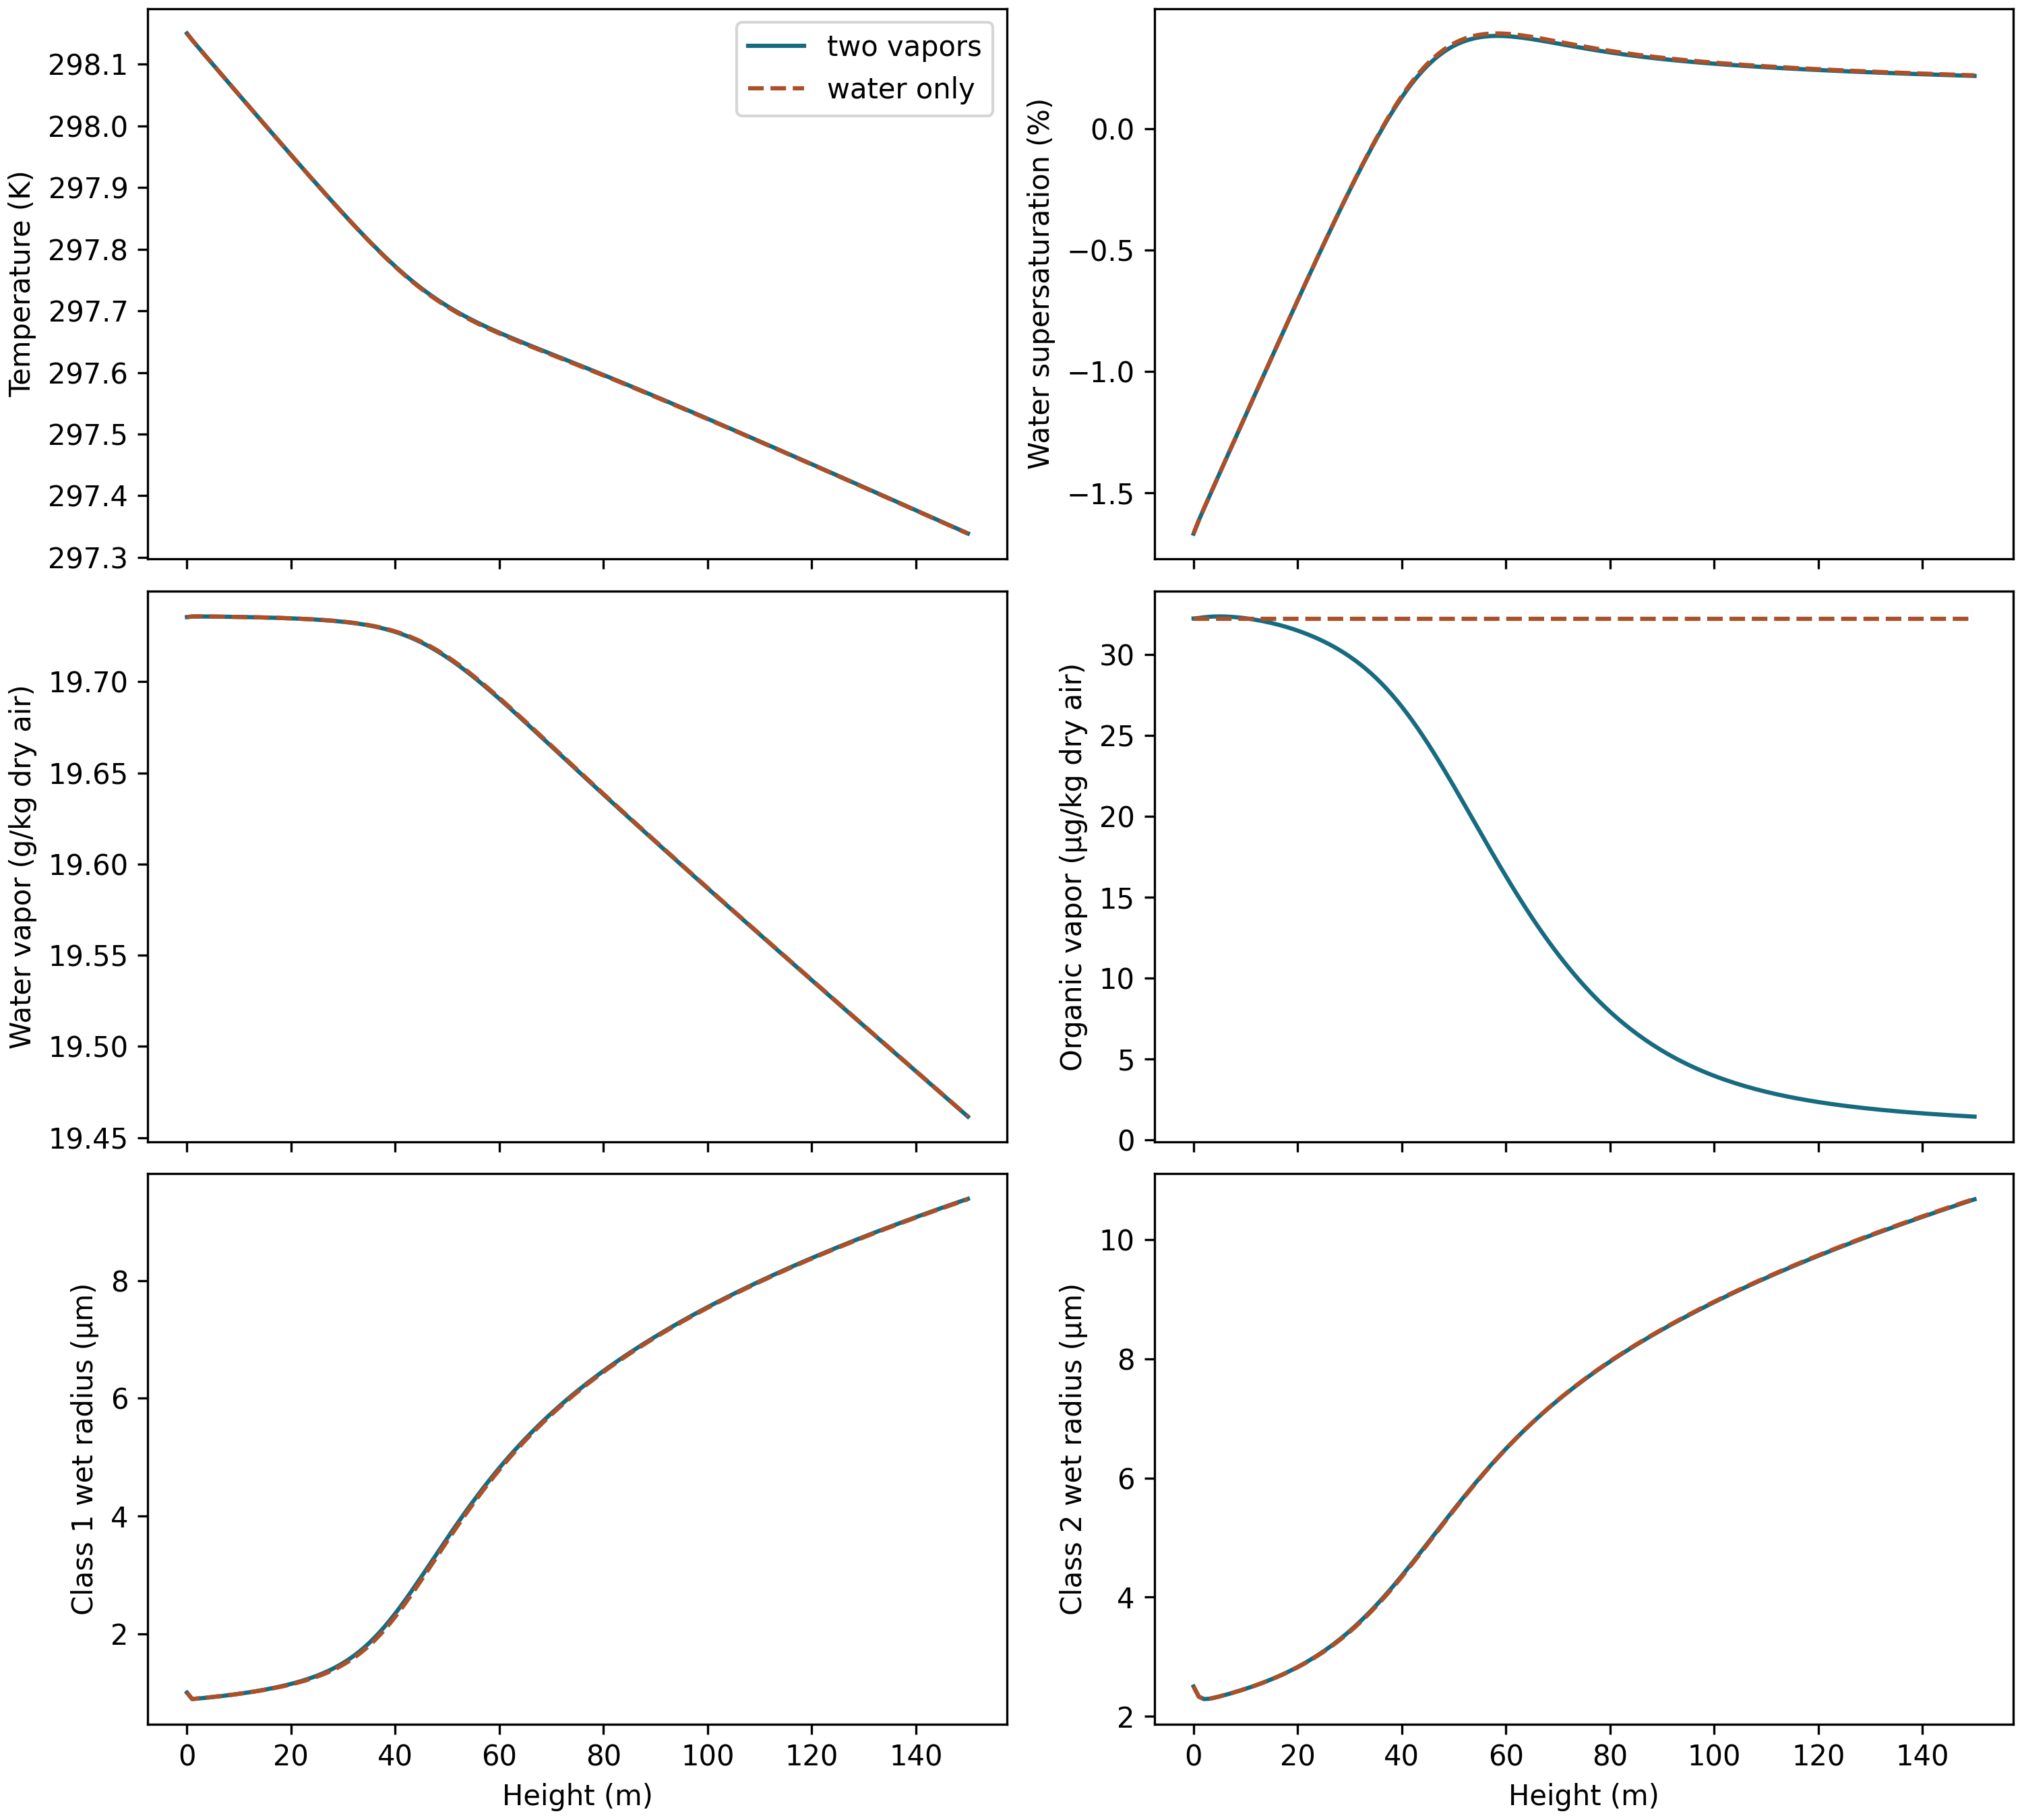 298.1
298.0
297.9
297.8
297.7
297.6
297.5
297.4
297.3
Temperature (K)
two vapors
water only
0.0
−0.5
−1.0
−1.5
Water supersaturation (%)
19.70
19.65
19.60
19.55
19.50
19.45
Water vapor (g/kg dry air)
30
25
20
15
10
5
0
Organic vapor (µg/kg dry air)
8
6
4
2
Class 1 wet radius (µm)
0 20 40 60 80 100 120 140
Height (m)
10
8
6
4
2
Class 2 wet radius (µm)
0 20 40 60 80 100 120 140
Height (m)